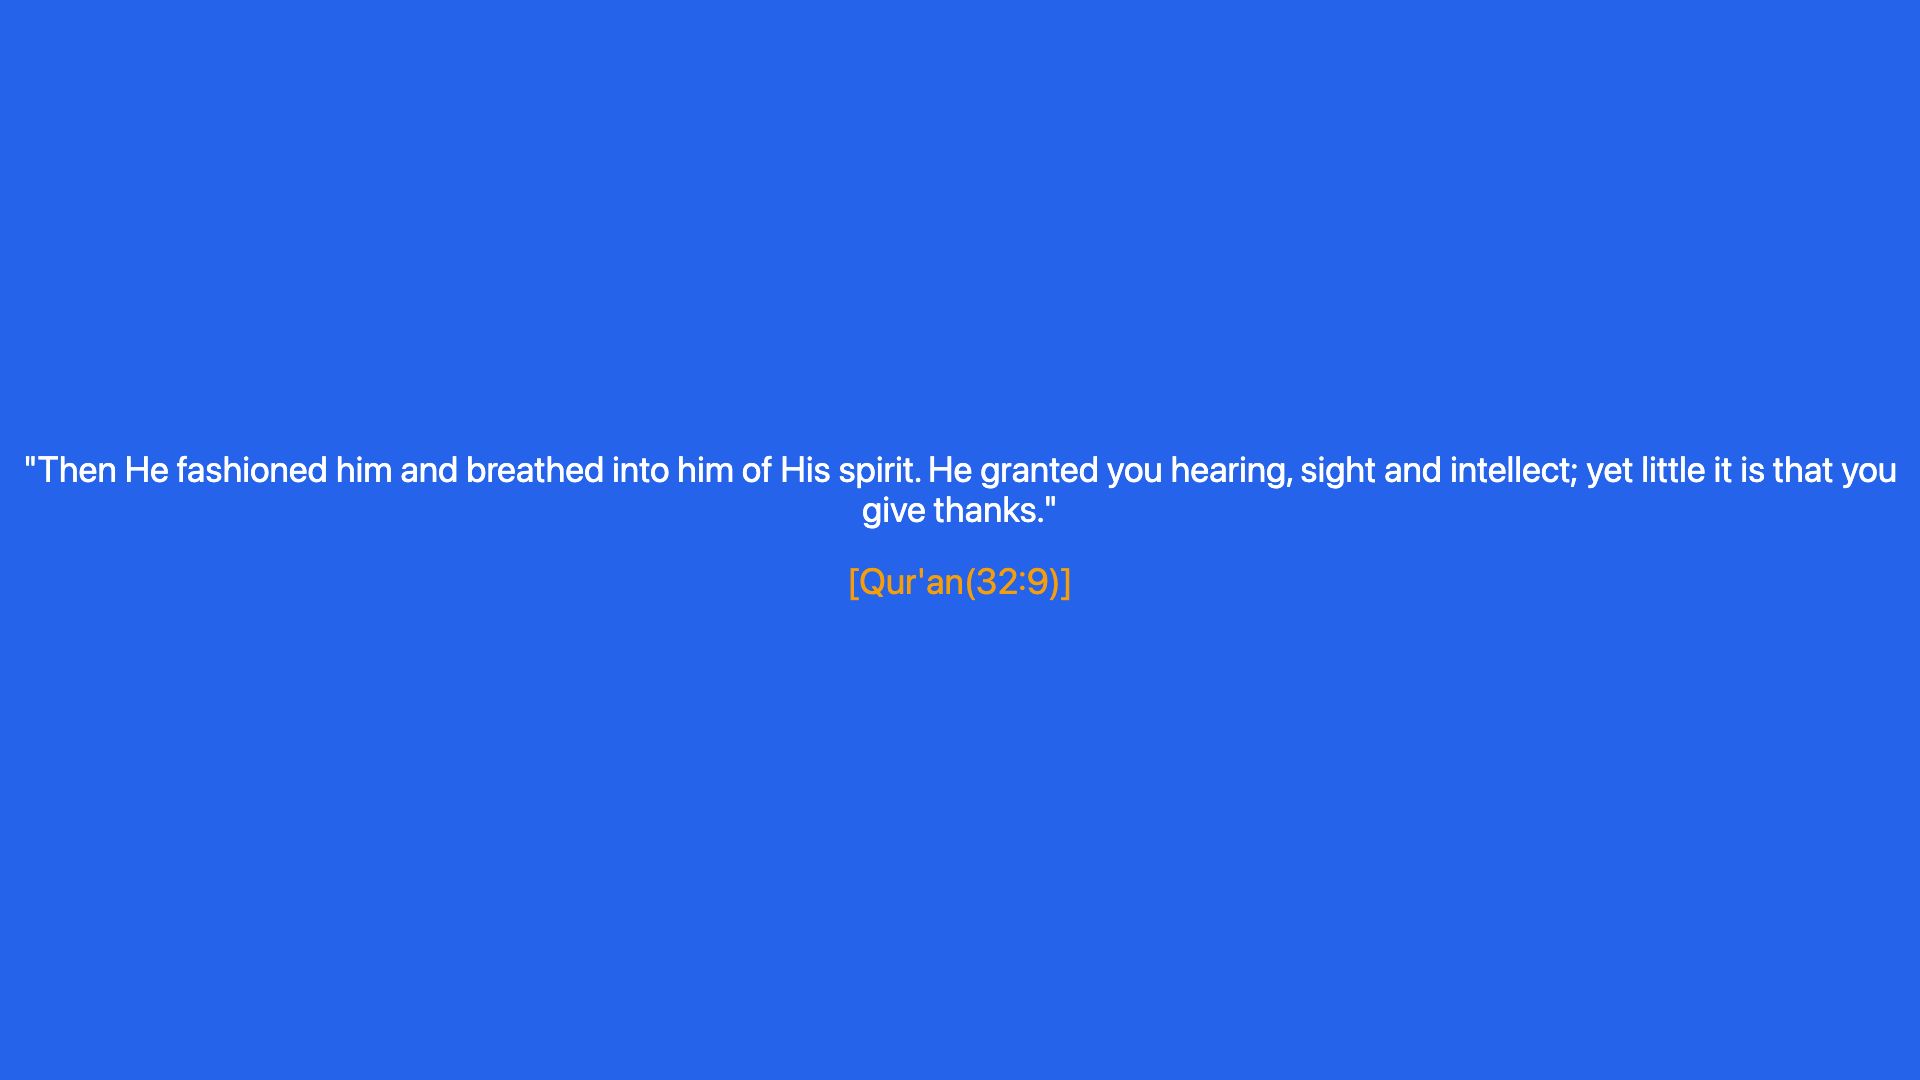 "Then He fashioned him and breathed into him of His spirit. He granted you hearing, sight and intellect; yet little it is that you
give thanks."
[Qur'an(32:9)]